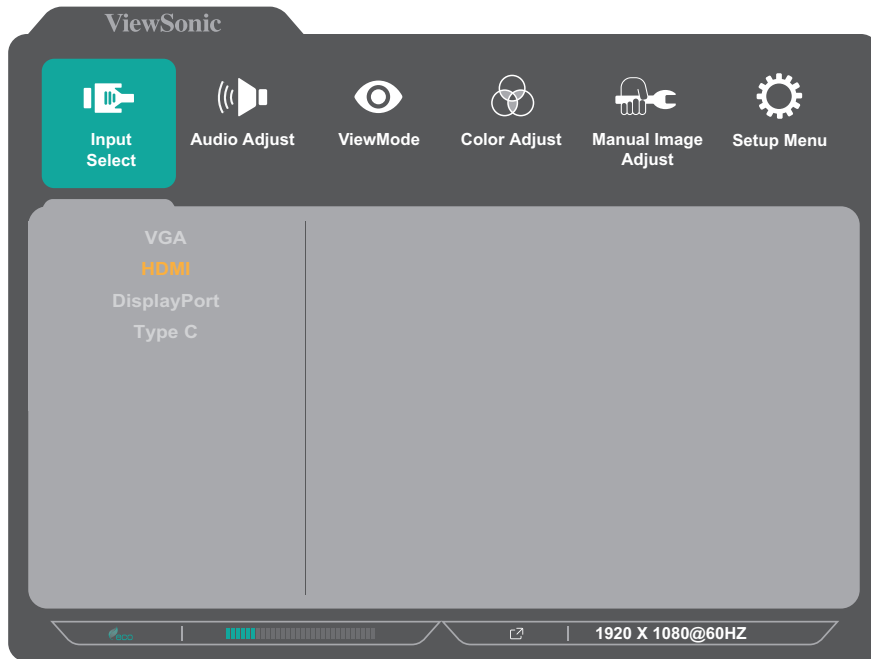 ViewSonic
Input
Select
Audio Adjust
ViewMode
Color Adjust
Manual Image
Adjust
Setup Menu
VGA
HDMI
DisplayPort
Type C
eco
1920 X 1080@60HZ